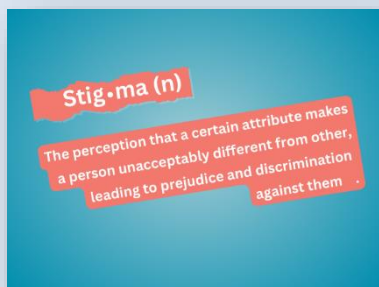 Stig•ma (n)
The perception that a certain attribute makes
a person unacceptably different from other,
leading to prejudice and discrimination
against them .